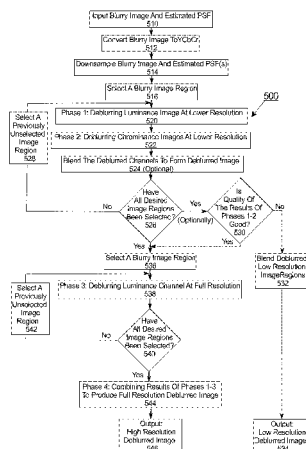 Input Blurry Image And Estimated PSF
510
Convert Blurry Image To YCbCr
512
Downsample Blurry Image And Estimated PSF(s)
514
Select A Blurry Image Region
516
500
Phase 1: Deblurring Luminance Image At Lower Resolution
520
Phase 2: Deblurring Chrominance Images At Lower Resolution
522
Blend The Deblurred Channels To Form Deblurred Image
524 (Optional)
Select A
Previously
Unselected
Image
Region
528
No
Have
All Desired
Image Regions
Been Selected?
526
Yes
(Optionally)
Is
Quality Of
The Results Of
Phases 1-2
Good?
530
No
Yes
Yes
Select A Blurry Image Region
536
Blend Deblurred
Low Resolution
Image Regions
532
Phase 3: Deblurring Luminance Channel At Full Resolution
538
Select A
Previously
Unselected
Image
Region
542
No
Have
All Desired
Image Regions
Been Selected?
540
Yes
Phase 4: Combining Results Of Phases 1-3
To Produce Full Resolution Deblurred Image
544
Output:
High Resolution
Deblurred Image
Output:
Low Resolution
Deblurred Image